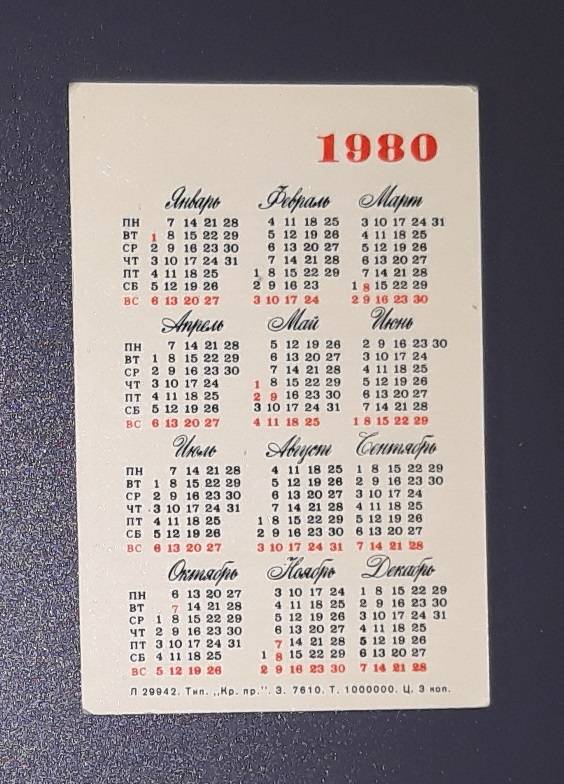 1980
Январь Февраль Март
ПН 7 14 21 28 4 11 18 25 3 10 17 24 31
ВТ 1 8 15 22 29 5 12 19 26 4 11 18 25
СР 2 9 16 23 30 6 13 20 27 5 12 19 26
ЧТ 3 10 17 24 31 7 14 21 28 6 13 20 27
ПТ 4 11 18 25 1 8 15 22 29 7 14 21 28
СБ 5 12 19 26 2 9 16 23 1 8 15 22 29
ВС 6 13 20 27 3 10 17 24 2 9 16 23 30
Апрель Май Июнь
ПН 7 14 21 28 5 12 19 26 2 9 16 23 30
ВТ 1 8 15 22 29 6 13 20 27 3 10 17 24
СР 2 9 16 23 30 7 14 21 28 4 11 18 25
ЧТ 3 10 17 24 1 8 15 22 29 5 12 19 26
ПТ 4 11 18 25 2 9 16 23 30 6 13 20 27
СБ 5 12 19 26 3 10 17 24 31 7 14 21 28
ВС 6 13 20 27 4 11 18 25 1 8 15 22 29
Июль Август Сентябрь
ПН 7 14 21 28 4 11 18 25 1 8 15 22 29
ВТ 1 8 15 22 29 5 12 19 26 2 9 16 23 30
СР 2 9 16 23 30 6 13 20 27 3 10 17 24
ЧТ 3 10 17 24 31 7 14 21 28 4 11 18 25
ПТ 4 11 18 25 1 8 15 22 29 5 12 19 26
СБ 5 12 19 26 2 9 16 23 30 6 13 20 27
ВС 6 13 20 27 3 10 17 24 31 7 14 21 28
Октябрь Ноябрь Декабрь
ПН 6 13 20 27 3 10 17 24 1 8 15 22 29
ВТ 7 14 21 28 4 11 18 25 2 9 16 23 30
СР 1 8 15 22 29 5 12 19 26 3 10 17 24 31
ЧТ 2 9 16 23 30 6 13 20 27 4 11 18 25
ПТ 3 10 17 24 31 7 14 21 28 5 12 19 26
СБ 4 11 18 25 1 8 15 22 29 6 13 20 27
ВС 5 12 19 26 2 9 16 23 30 7 14 21 28
Л 29942. Тип. „Кр. пр.". З. 7610. Т. 1000000. Ц. 3 коп.